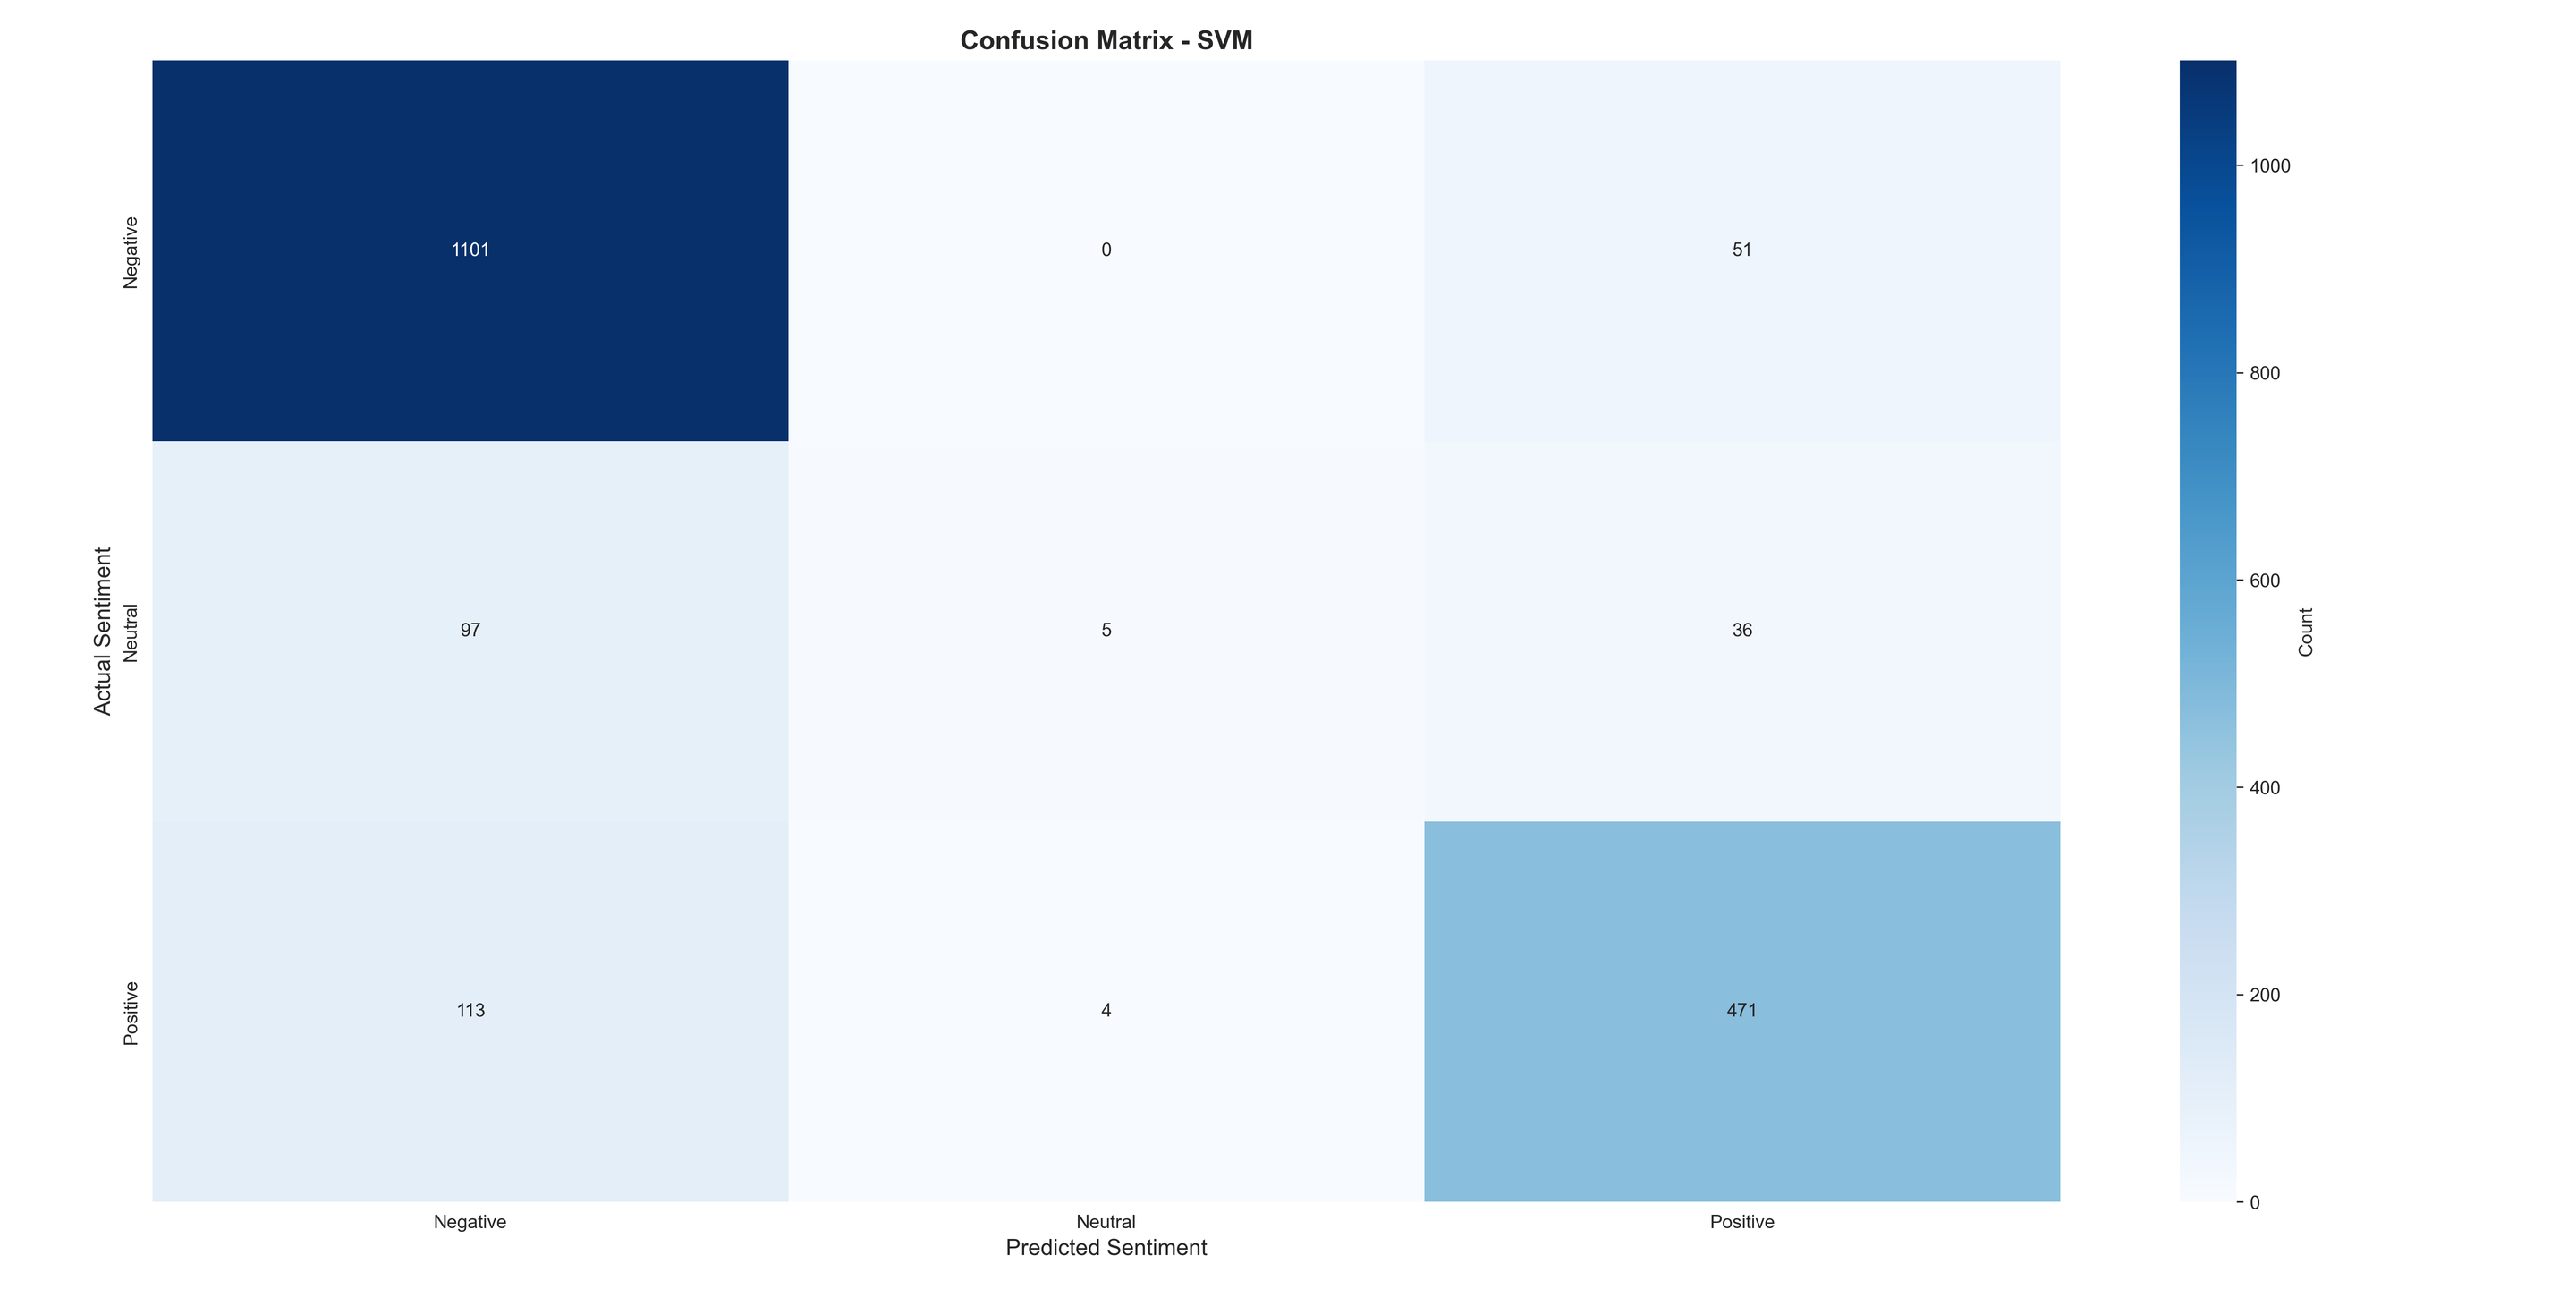 Confusion Matrix - SVM
Actual Sentiment
Negative
1101
0
51
Neutral
97
5
36
Positive
113
4
471
Negative
Neutral
Positive
Predicted Sentiment
1000
800
600
400
200
0
Count